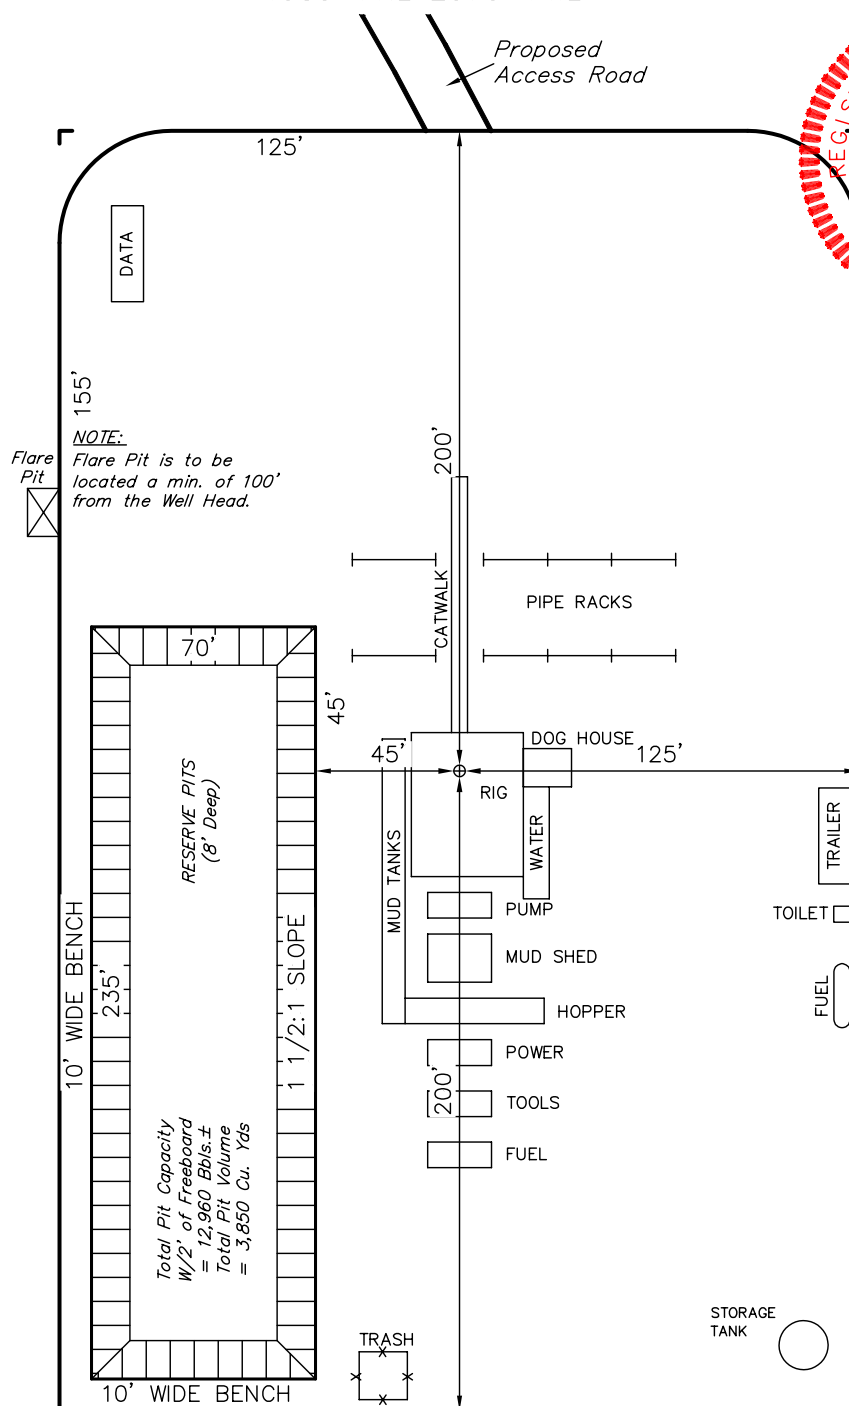 Proposed
Access Road
125'
DATA
155'
200'
NOTE:
Flare Pit is to be
located a min. of 100'
from the Well Head.
Flare
Pit
CATWALK
PIPE RACKS
70'
45'
DOG HOUSE
45'
125'
RIG
RESERVE PITS
(8' Deep)
MUD TANKS
WATER
TRAILER
PUMP
TOILET
MUD SHED
10' WIDE BENCH
235'
1 1/2:1 SLOPE
FUEL
HOPPER
POWER
200'
TOOLS
FUEL
Total Pit Capacity
W/2' of Freeboard
= 12,960 Bbls.±
Total Pit Volume
= 3,850 Cu. Yds
STORAGE
TANK
TRASH
10' WIDE BENCH